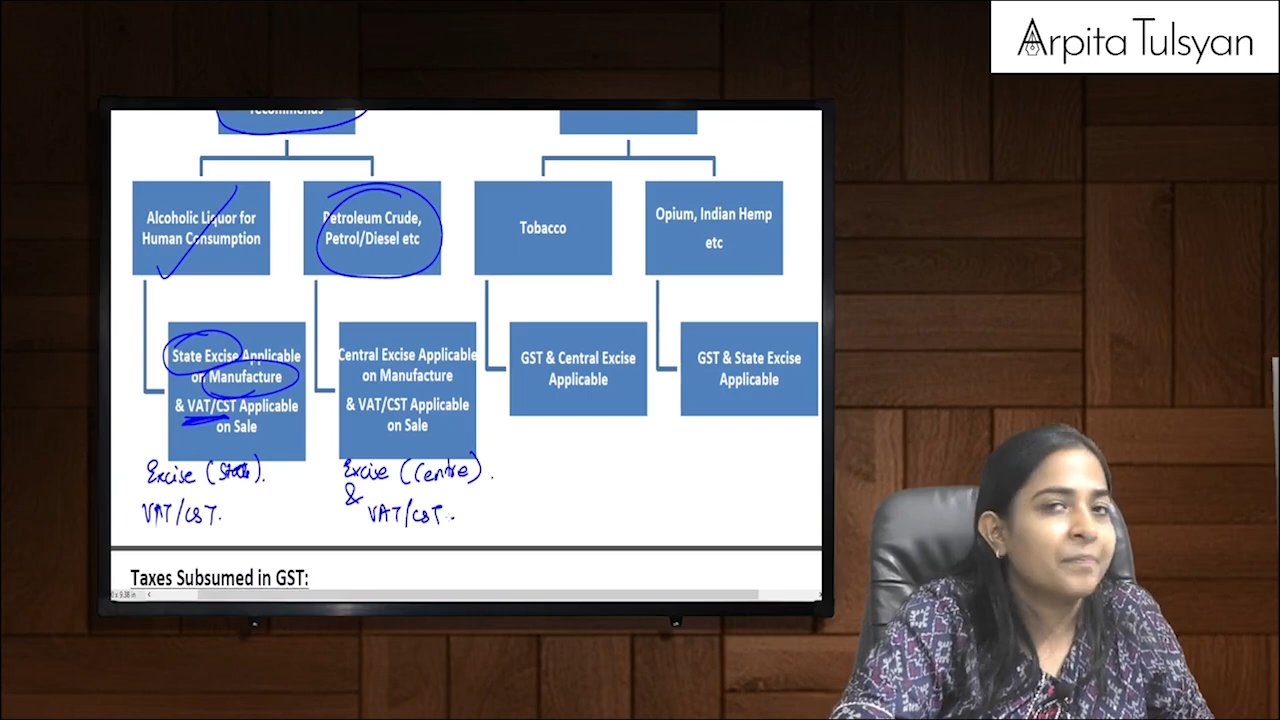 Arpita Tulsyan
recommends
Alcoholic Liquor for
Human Consumption
Petroleum Crude,
Petrol/Diesel etc
Tobacco
Opium, Indian Hemp
etc
State Excise Applicable
on Manufacture
& VAT/CST Applicable
on Sale
Central Excise Applicable
on Manufacture
& VAT/CST Applicable
on Sale
GST & Central Excise
Applicable
GST & State Excise
Applicable
Excise (State).
VAT/CST.
Excise (Centre).
&
VAT/CST.
Taxes Subsumed in GST: